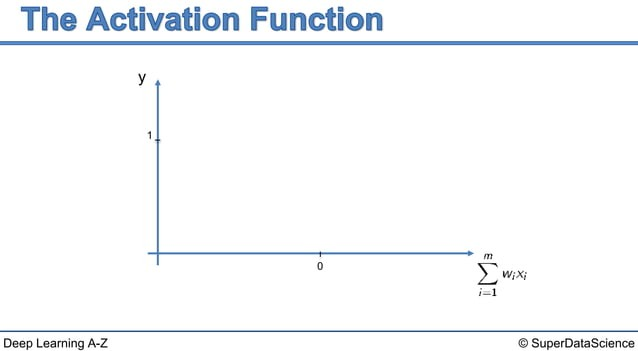 The Activation Function
y
1
0
m
∑ wᵢxᵢ
i=1
Deep Learning A-Z
© SuperDataScience